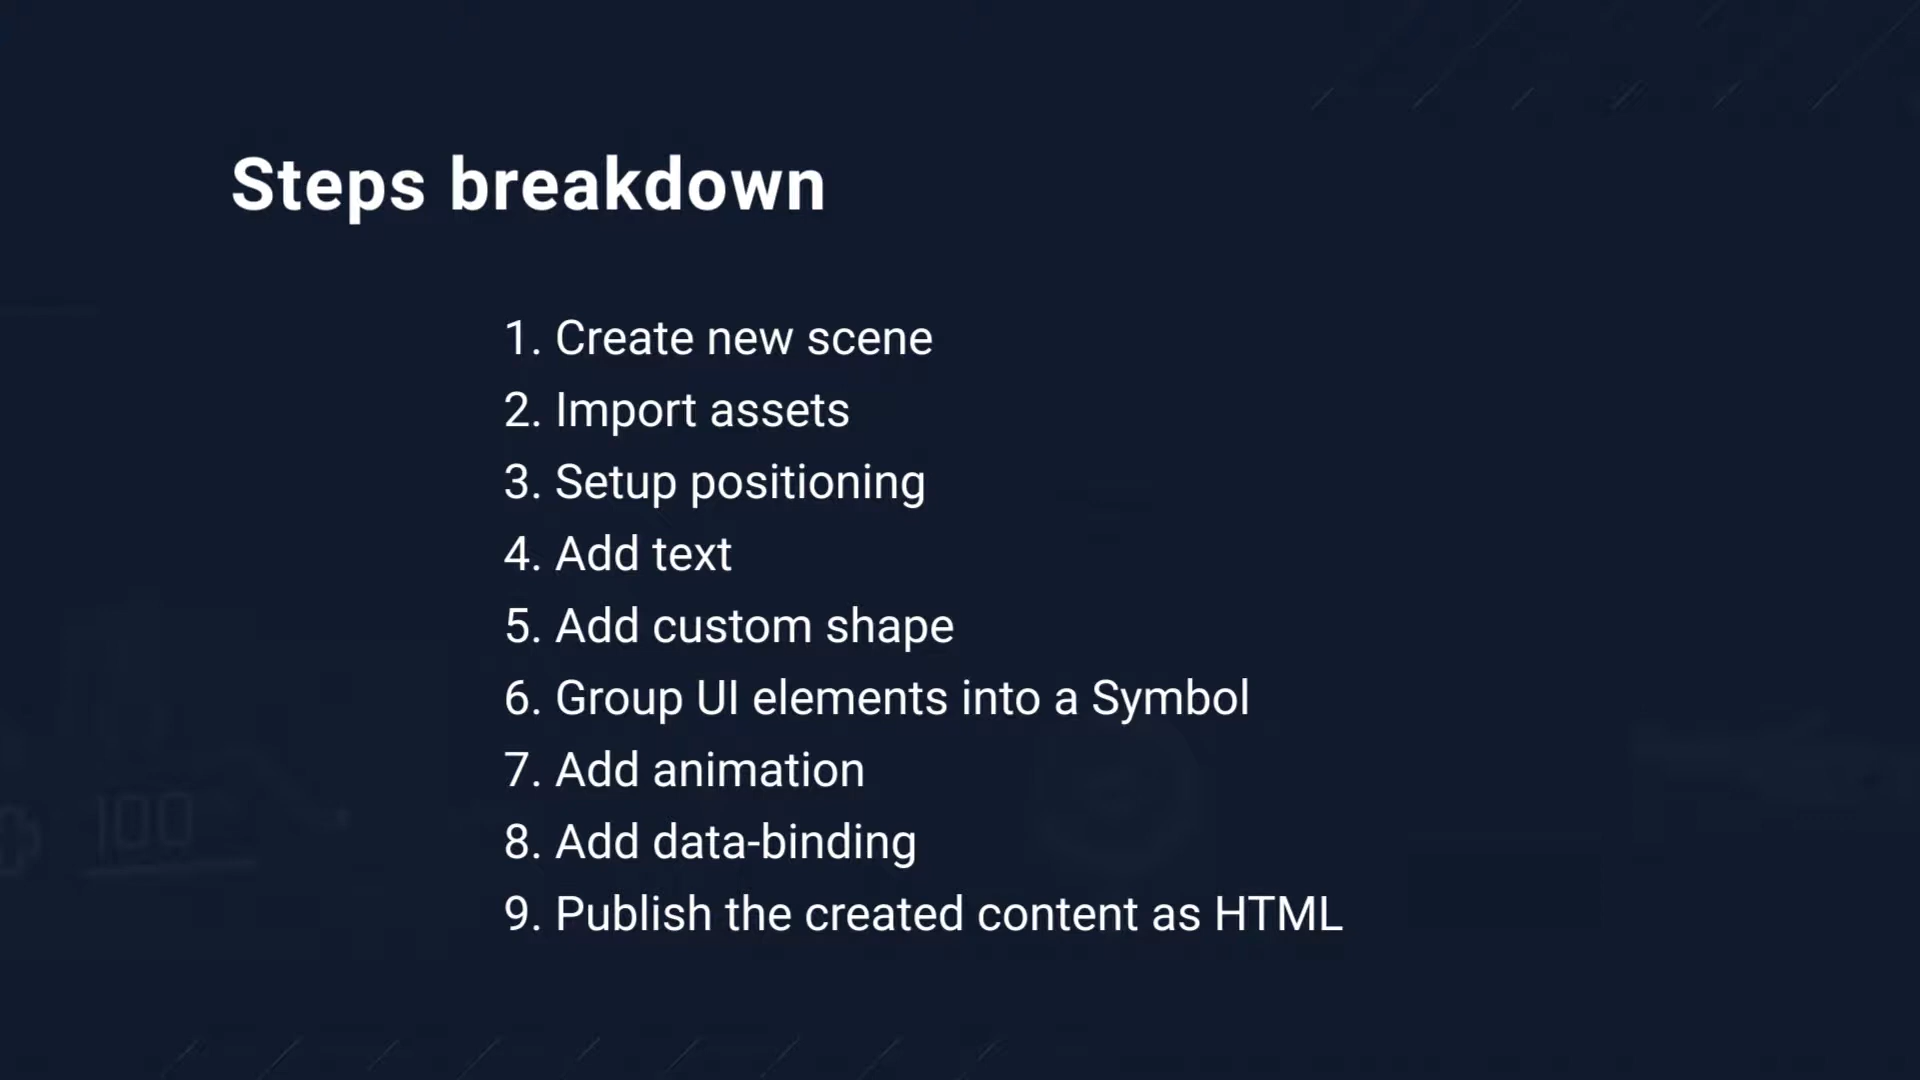 Steps breakdown
1. Create new scene
2. Import assets
3. Setup positioning
4. Add text
5. Add custom shape
6. Group UI elements into a Symbol
7. Add animation
8. Add data-binding
9. Publish the created content as HTML
100